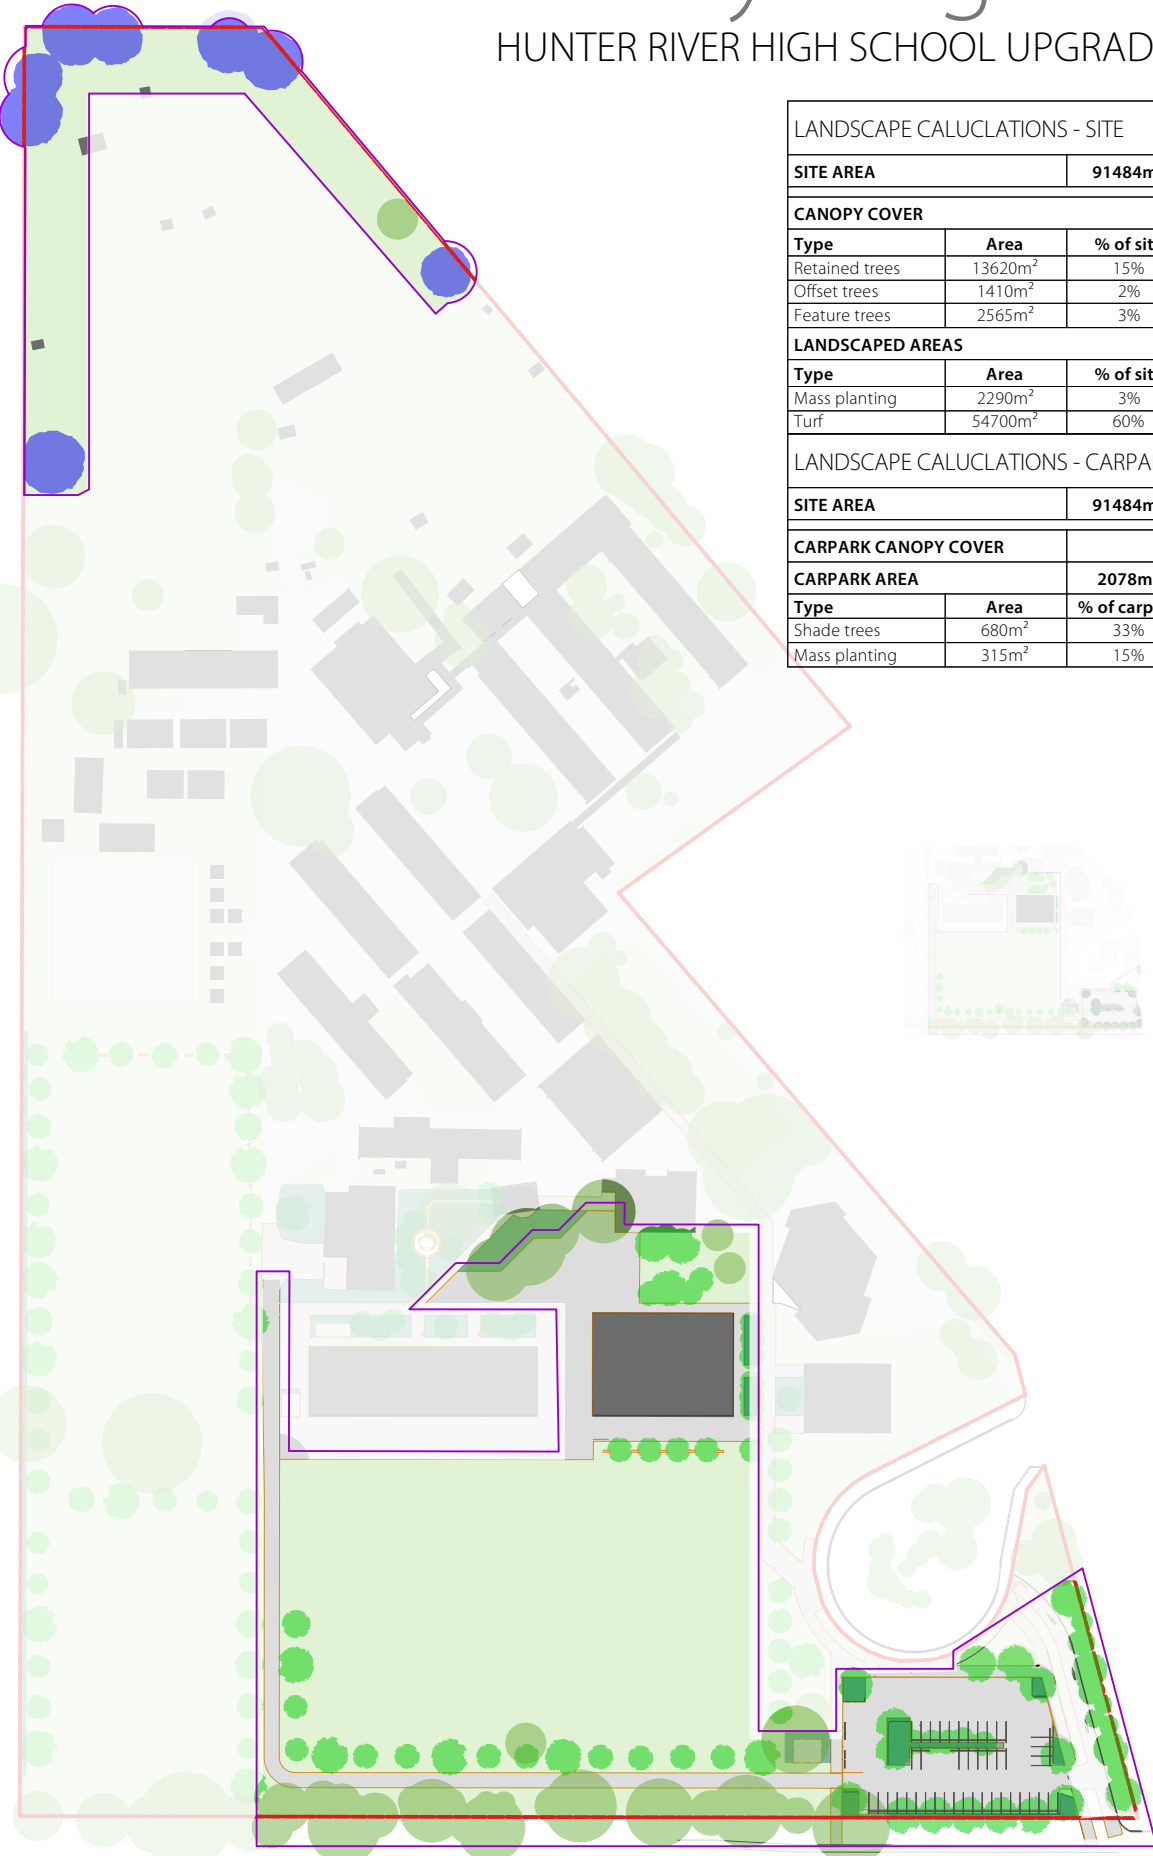 HUNTER RIVER HIGH SCHOOL UPGRAD
LANDSCAPE CALUCLATIONS - SITE
SITE AREA 91484m
CANOPY COVER
Type Area % of sit
Retained trees 13620m² 15%
Offset trees 1410m² 2%
Feature trees 2565m² 3%
LANDSCAPED AREAS
Type Area % of sit
Mass planting 2290m² 3%
Turf 54700m² 60%
LANDSCAPE CALUCLATIONS - CARPA
SITE AREA 91484m
CARPARK CANOPY COVER
CARPARK AREA 2078m
Type Area % of carp
Shade trees 680m² 33%
Mass planting 315m² 15%